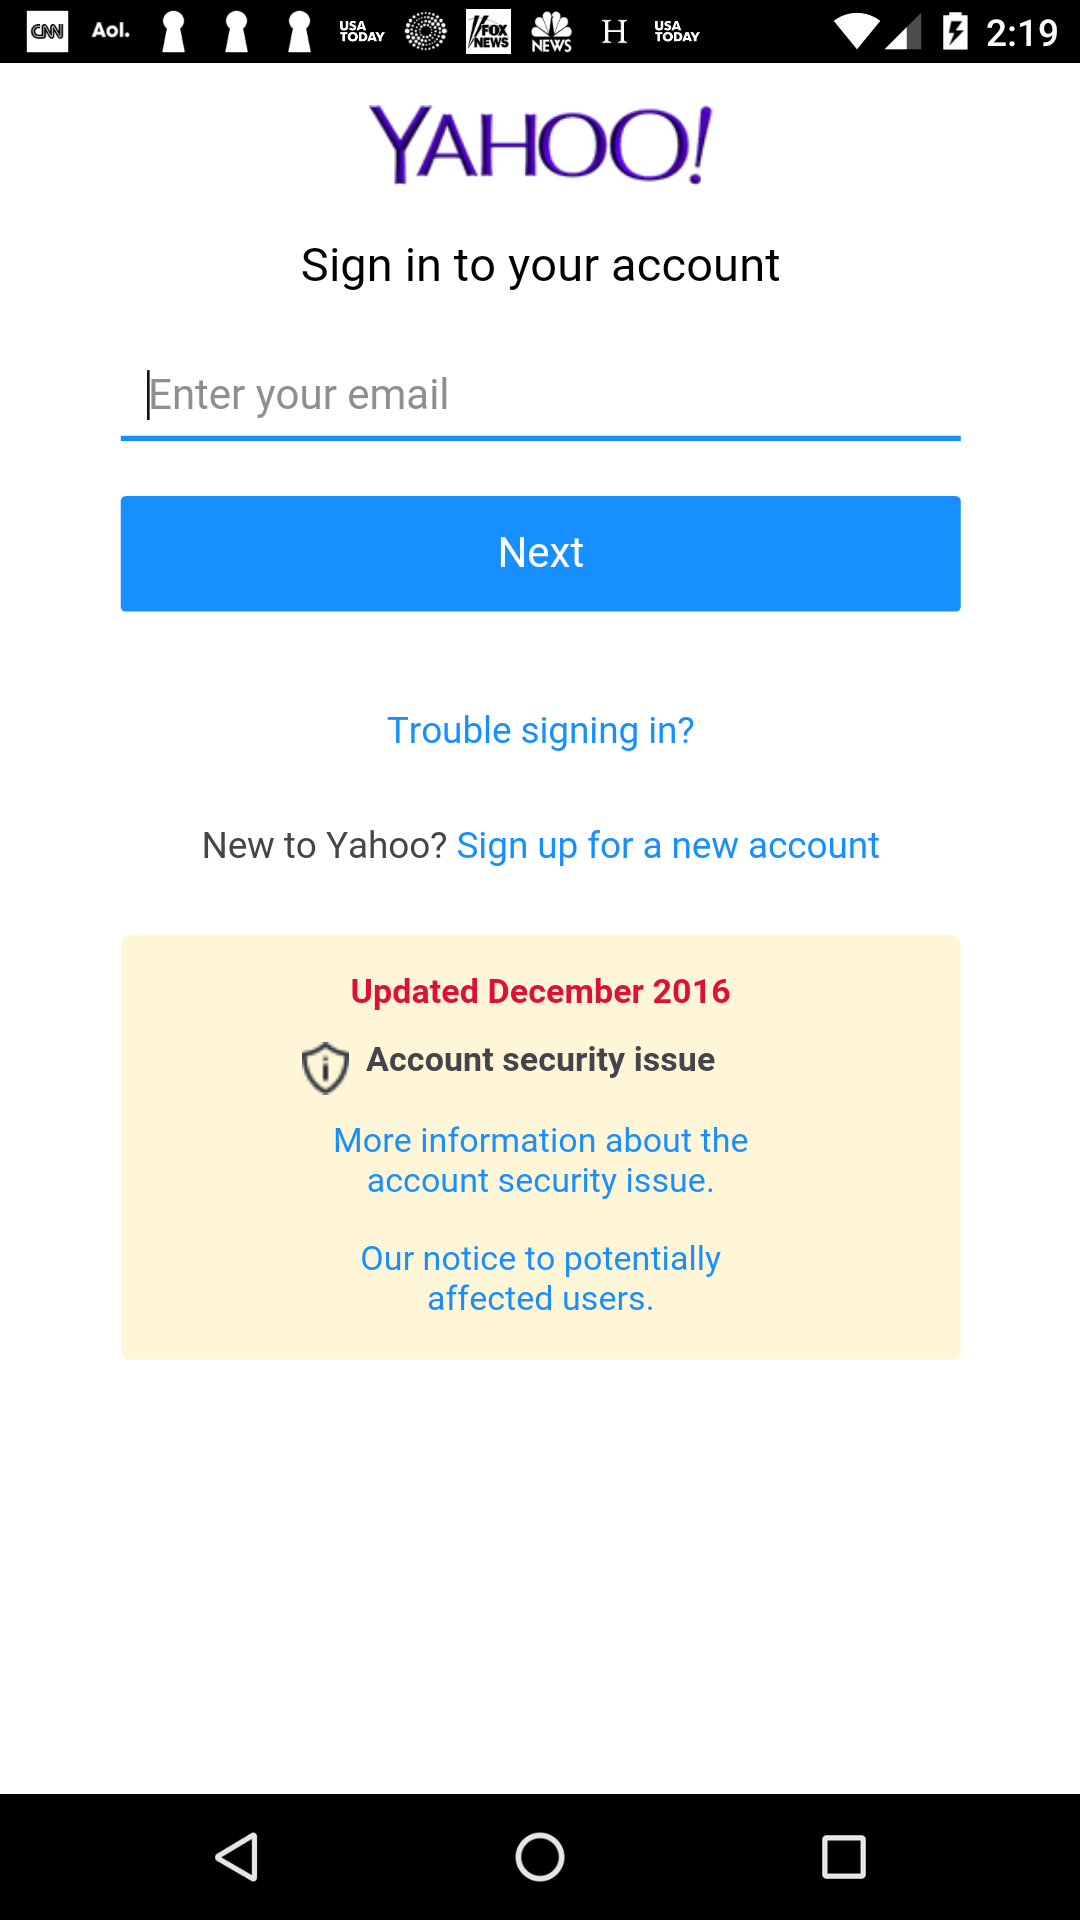 CNN Aol. USA TODAY FOX NEWS NBC NEWS H USA TODAY 2:19
YAHOO!
Sign in to your account
Enter your email
Next
Trouble signing in?
New to Yahoo? Sign up for a new account
Updated December 2016
Account security issue
More information about the
account security issue.
Our notice to potentially
affected users.